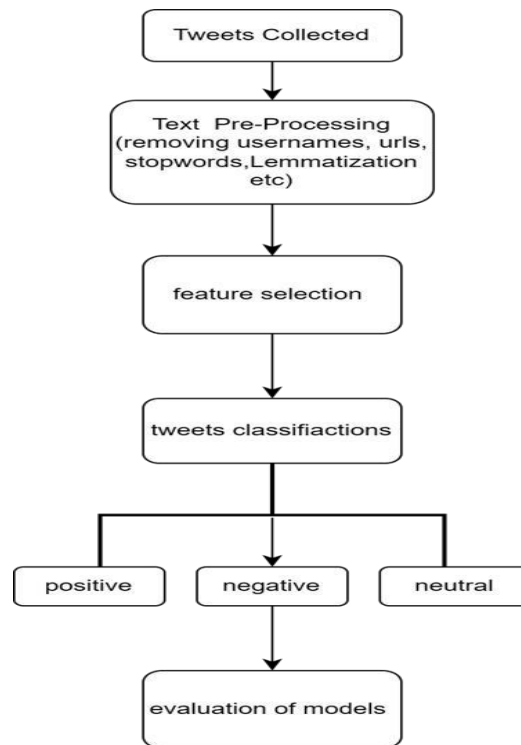 Tweets Collected
Text Pre-Processing
(removing usernames, urls,
stopwords,Lemmatization
etc)
feature selection
tweets classifiactions
positive
negative
neutral
evaluation of models